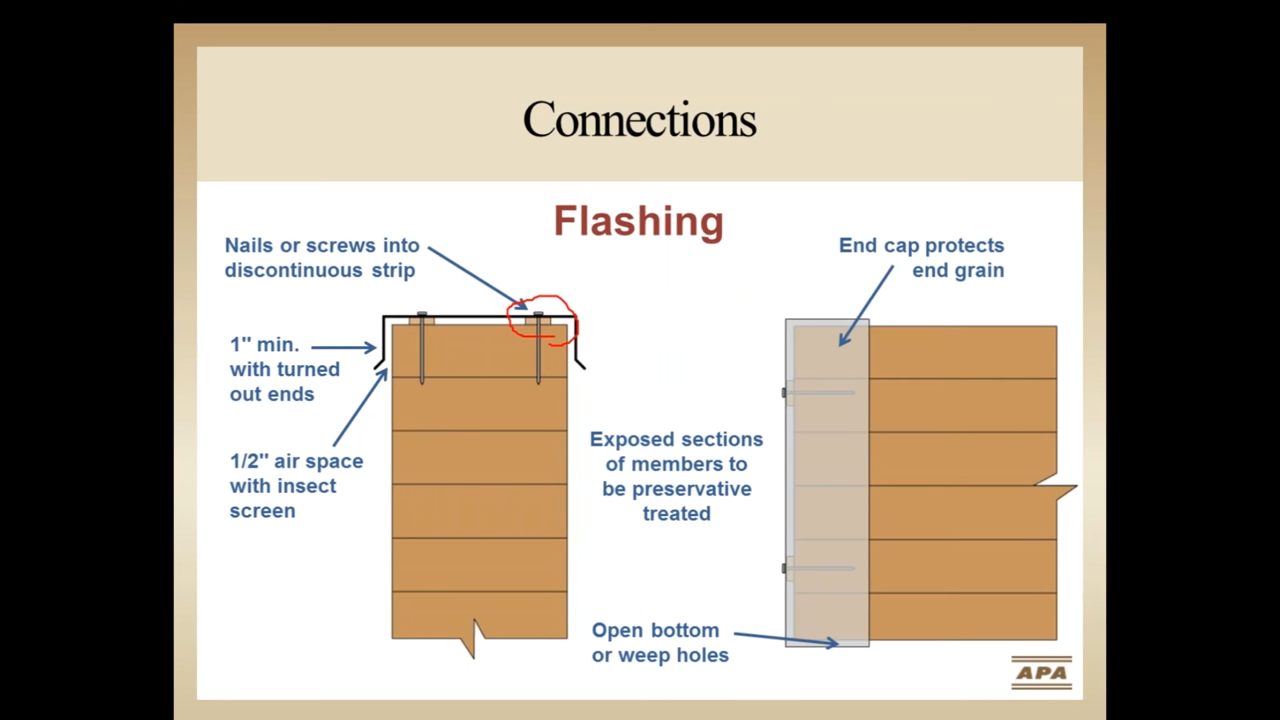 Connections
Flashing
Nails or screws into
discontinuous strip
End cap protects
end grain
1" min.
with turned
out ends
1/2" air space
with insect
screen
Exposed sections
of members to
be preservative
treated
Open bottom
or weep holes
APA